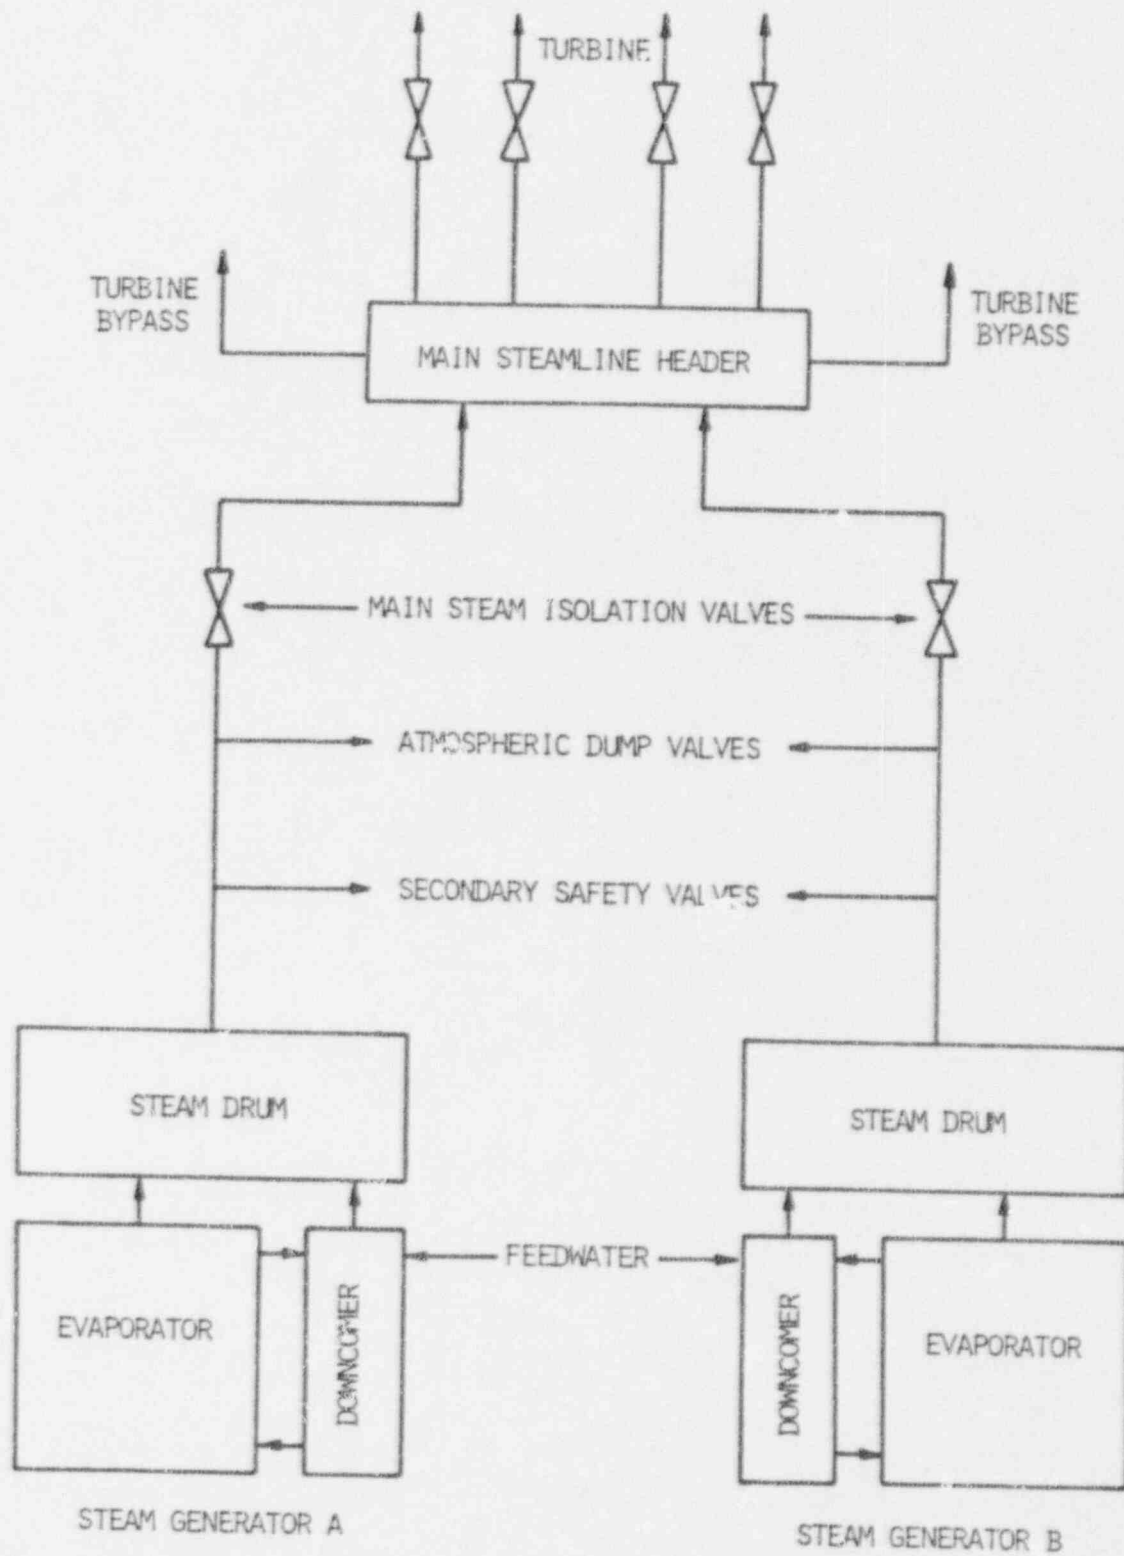 TURBINE
TURBINE
BYPASS
TURBINE
BYPASS
MAIN STEAMLINE HEADER
MAIN STEAM ISOLATION VALVES
ATMOSPHERIC DUMP VALVES
SECONDARY SAFETY VALVES
STEAM DRUM
STEAM DRUM
FEEDWATER
EVAPORATOR
DOWNCOMER
DOWNCOMER
EVAPORATOR
STEAM GENERATOR A
STEAM GENERATOR B